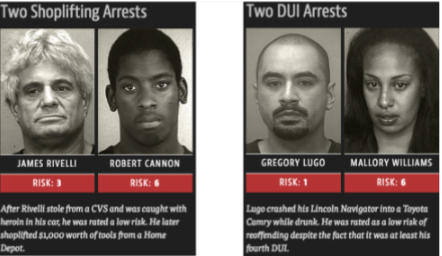 Two Shoplifting Arrests
JAMES RIVELLI
ROBERT CANNON
RISK: 3
RISK: 6
After Rivelli stole from a CVS and was caught with
heroin in his car, he was rated a low risk. He later
shoplifted $1,000 worth of tools from a Home
Depot.
Two DUI Arrests
GREGORY LUGO
MALLORY WILLIAMS
RISK: 1
RISK: 6
Lugo crashed his Lincoln Navigator into a Toyota
Camry while drunk. He was rated as a low risk of
reoffending despite the fact that it was at least his
fourth DUI.